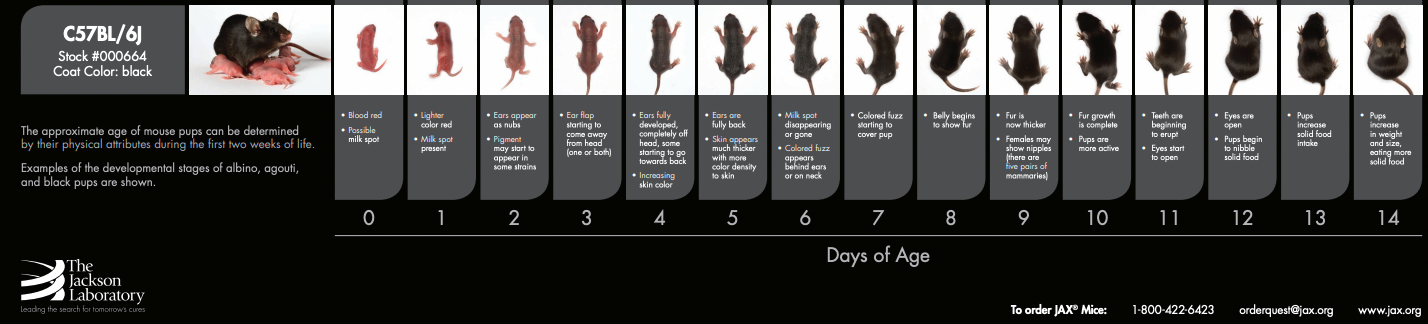 C57BL/6J
Stock #000664
Coat Color: black
The approximate age of mouse pups can be determined
by their physical attributes during the first two weeks of life.
Examples of the developmental stages of albino, agouti,
and black pups are shown.
• Blood red
• Possible
milk spot
0
• Lighter
color red
• Milk spot
present
1
• Ears appear
as nubs
• Pigment
may start to
appear in
some strains
2
• Ear flap
starting to
come away
from head
(one or both)
3
• Ears fully
developed,
completely off
head, some
starting to go
towards back
• Increasing
skin color
4
• Ears are
fully back
• Skin appears
much thicker
with more
color density
to skin
5
• Milk spot
disappearing
or gone
• Colored fuzz
appears
behind ears
or on neck
6
• Colored fuzz
starting to
cover pup
7
• Belly begins
to show fur
8
• Fur is
now thicker
• Females may
show nipples
(there are
five pairs of
mammaries)
9
• Fur growth
is complete
• Pups are
more active
10
• Teeth are
beginning
to erupt
• Eyes start
to open
11
• Eyes are
open
• Pups begin
to nibble
solid food
12
• Pups
increase
solid food
intake
13
• Pups
increase
in weight
and size,
eating more
solid food
14
Days of Age
The
Jackson
Laboratory
Leading the search for tomorrow's cures
To order JAX® Mice: 1-800-422-6423 orderquest@jax.org www.jax.org